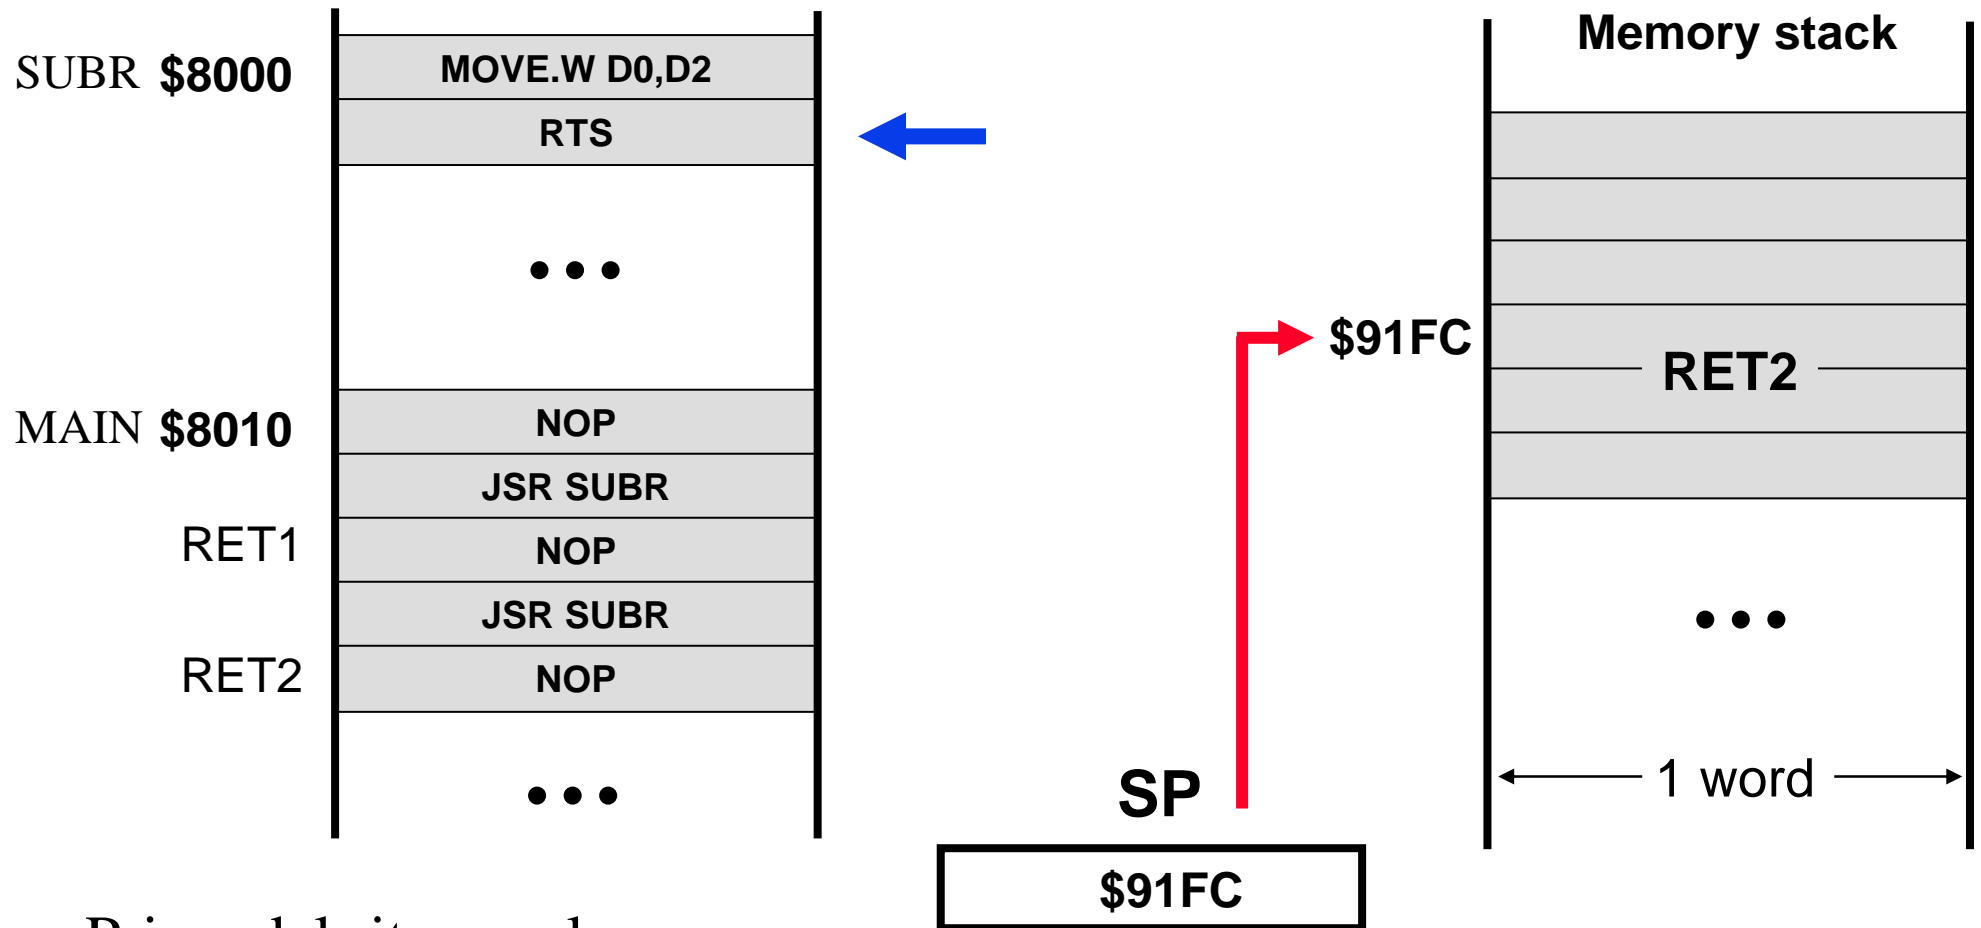 SUBR $8000
MOVE.W D0,D2
RTS
•••
MAIN $8010
NOP
JSR SUBR
RET1
NOP
JSR SUBR
RET2
NOP
•••
SP
$91FC
Memory stack
$91FC
RET2
•••
1 word